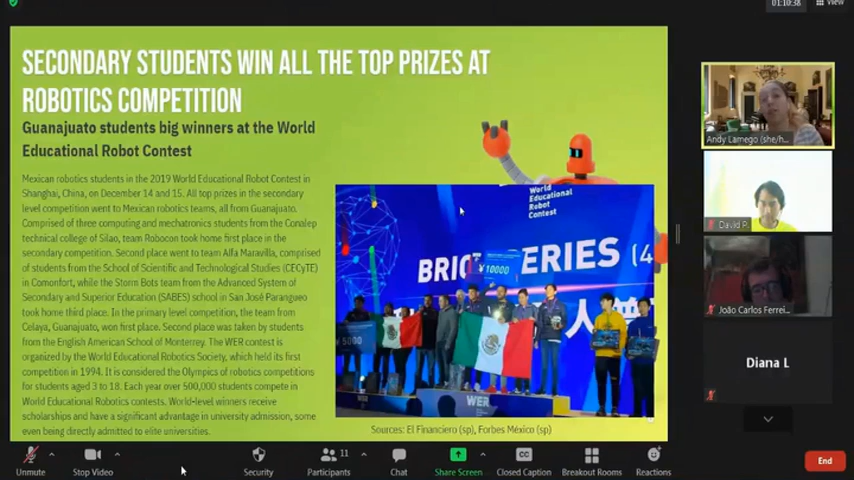 01:10:38
View
SECONDARY STUDENTS WIN ALL THE TOP PRIZES AT
ROBOTICS COMPETITION
Guanajuato students big winners at the World
Educational Robot Contest
Mexican robotics students in the 2019 World Educational Robot Contest in
Shanghai, China, on December 14 and 15. All top prizes in the secondary
level competition went to Mexican robotics teams, all from Guanajuato.
Comprised of three computing and mechatronics students from the Conalep
technical college of Silao, team Robocon took home first place in the
secondary competition. Second place went to team Alfa Maravilla, comprised
of students from the School of Scientific and Technological Studies (CECyTE)
in Comonfort, while the Storm Bots team from the Advanced System of
Secondary and Superior Education (SABES) school in San José Parangueo
took home third place. In the primary level competition, the team from
Celaya, Guanajuato, won first place. Second place was taken by students
from the English American School of Monterrey. The WER contest is
organized by the World Educational Robotics Society, which held its first
competition in 1994. It is considered the Olympics of robotics competitions
for students aged 3 to 18. Each year over 500,000 students compete in
World Educational Robotics contests. World-level winners receive
scholarships and have a significant advantage in university admission, some
even being directly admitted to elite universities.
World
Educational
Robot
Contest
BRIC ERIES (4
¥ 10000
¥ 5000
人 普
WER
Sources: El Financiero (sp), Forbes México (sp)
Andy Lamego (she/h...
David P.
João Carlos Ferrei...
Diana L
Unmute
Stop Video
Security
11
Participants
Chat
Share Screen
CC
Closed Caption
Breakout Rooms
Reactions
End